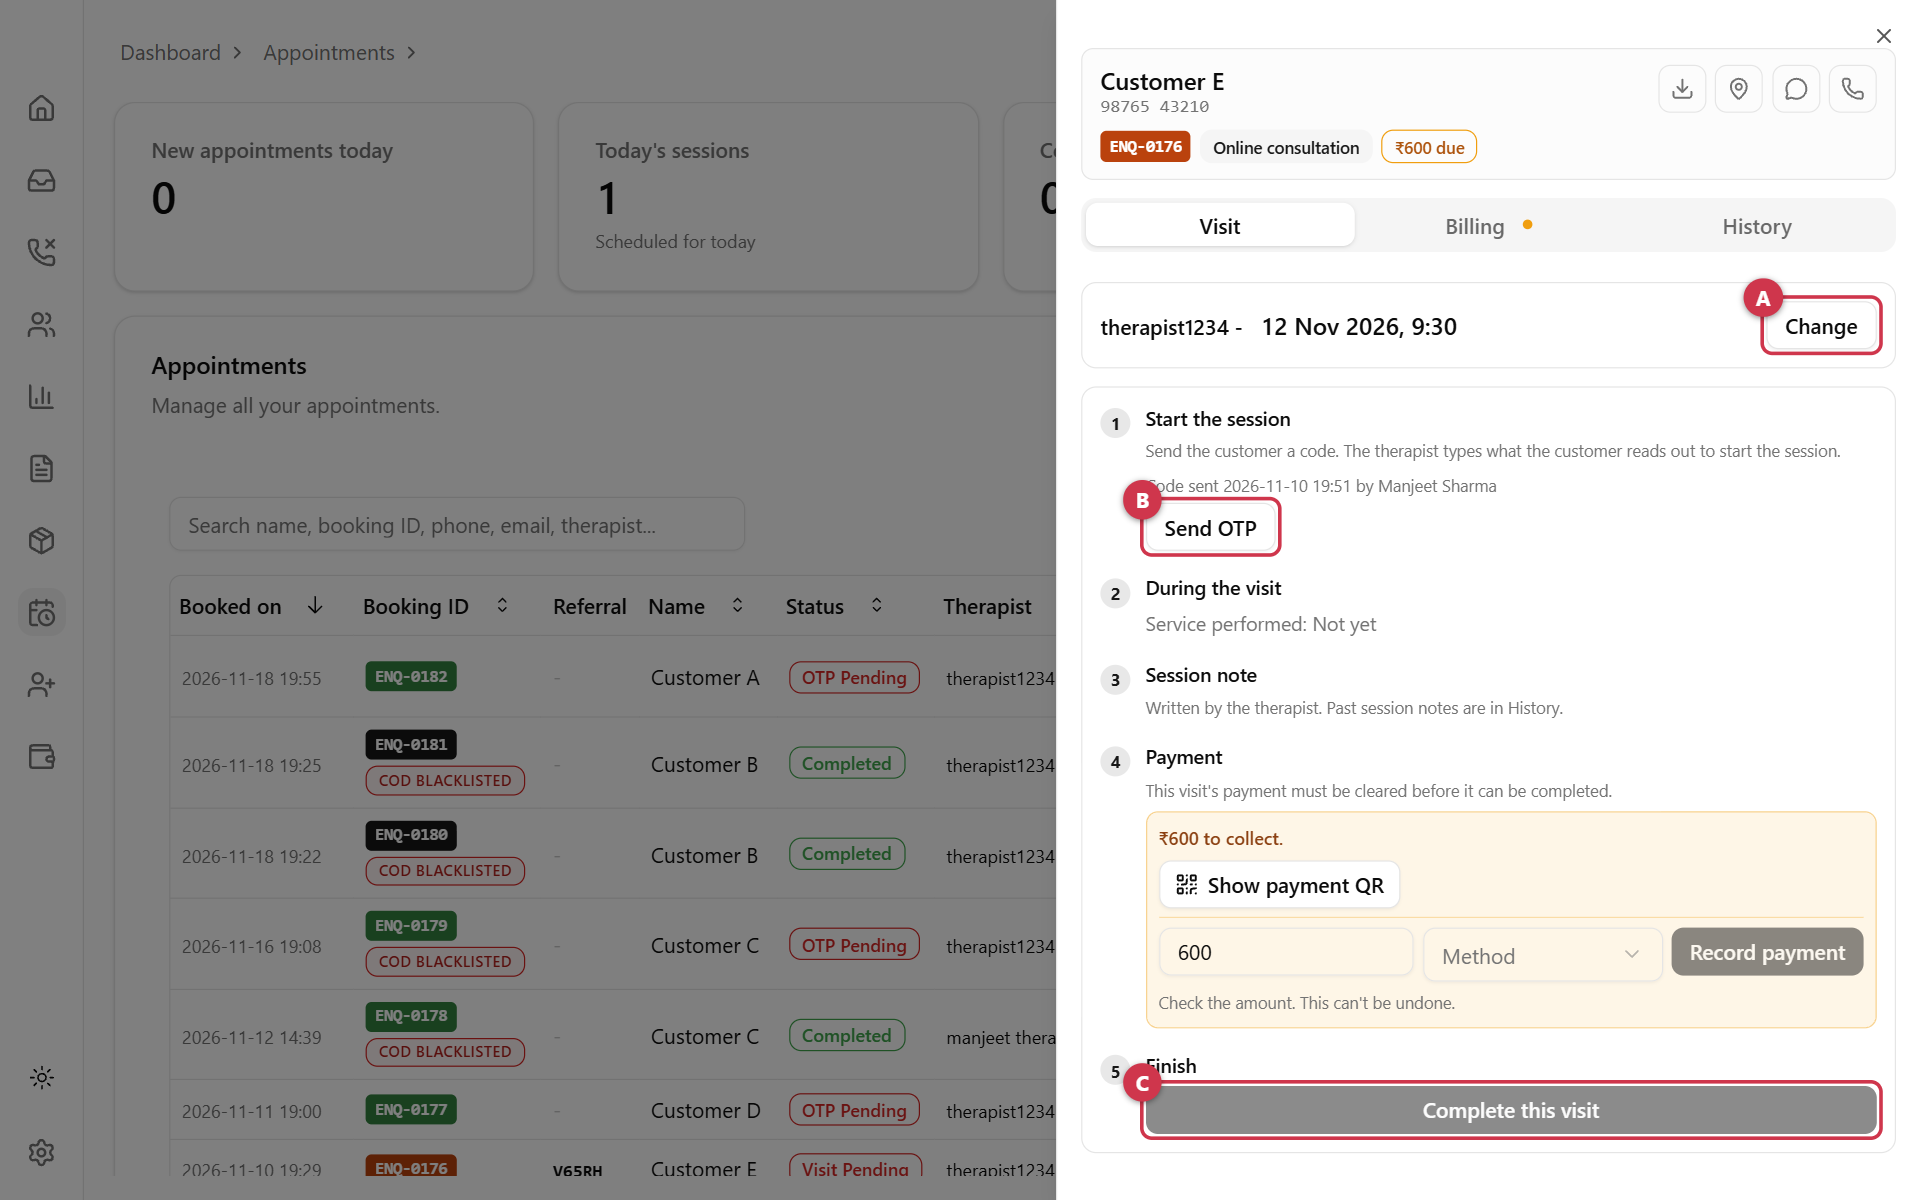 Dashboard > Appointments >
New appointments today
0
Today's sessions
1
Scheduled for today
0
Appointments
Manage all your appointments.
Search name, booking ID, phone, email, therapist...
Booked on Booking ID Referral Name Status Therapist
2026-11-18 19:55 ENQ-0182 - Customer A OTP Pending therapist1234
2026-11-18 19:25 ENQ-0181 COD BLACKLISTED - Customer B Completed therapist1234
2026-11-18 19:22 ENQ-0180 COD BLACKLISTED - Customer B Completed therapist1234
2026-11-16 19:08 ENQ-0179 COD BLACKLISTED - Customer C OTP Pending therapist1234
2026-11-12 14:39 ENQ-0178 COD BLACKLISTED - Customer C Completed manjeet thera
2026-11-11 19:00 ENQ-0177 - Customer D OTP Pending therapist1234
2026-11-10 19:29 ENQ-0176 V65RH Customer E Visit Pending therapist1234
Customer E
98765 43210
ENQ-0176 Online consultation ₹600 due
Visit Billing History
A
therapist1234 - 12 Nov 2026, 9:30 Change
1 Start the session
Send the customer a code. The therapist types what the customer reads out to start the session.
Code sent 2026-11-10 19:51 by Manjeet Sharma
B
Send OTP
2 During the visit
Service performed: Not yet
3 Session note
Written by the therapist. Past session notes are in History.
4 Payment
This visit's payment must be cleared before it can be completed.
₹600 to collect.
Show payment QR
600 Method Record payment
Check the amount. This can't be undone.
5 Finish
C
Complete this visit